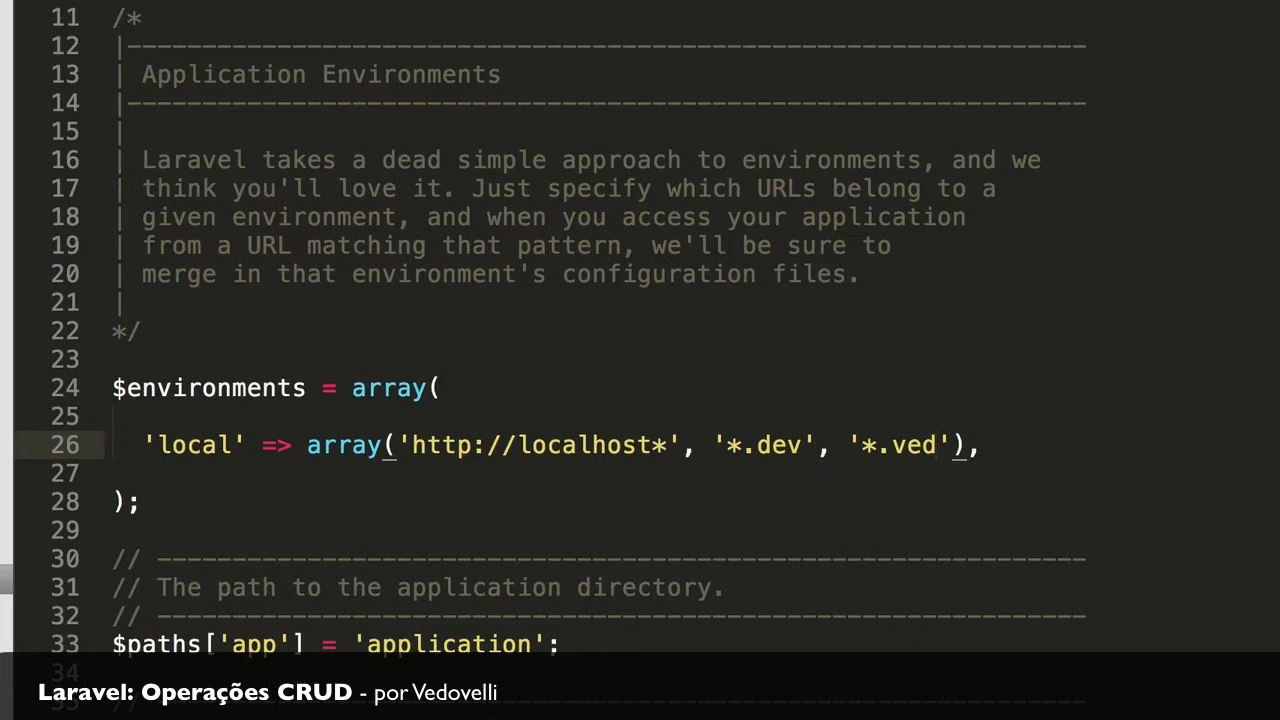 11 /*
12 |--------------------------------------------------------------
13 | Application Environments
14 |--------------------------------------------------------------
15 |
16 | Laravel takes a dead simple approach to environments, and we
17 | think you'll love it. Just specify which URLs belong to a
18 | given environment, and when you access your application
19 | from a URL matching that pattern, we'll be sure to
20 | merge in that environment's configuration files.
21 |
22 */
23
24 $environments = array(
25
26 'local' => array('http://localhost*', '*.dev', '*.ved'),
27
28 );
29
30 // --------------------------------------------------------------
31 // The path to the application directory.
32 // --------------------------------------------------------------
33 $paths['app'] = 'application';
34
35
Laravel: Operações CRUD - por Vedovelli